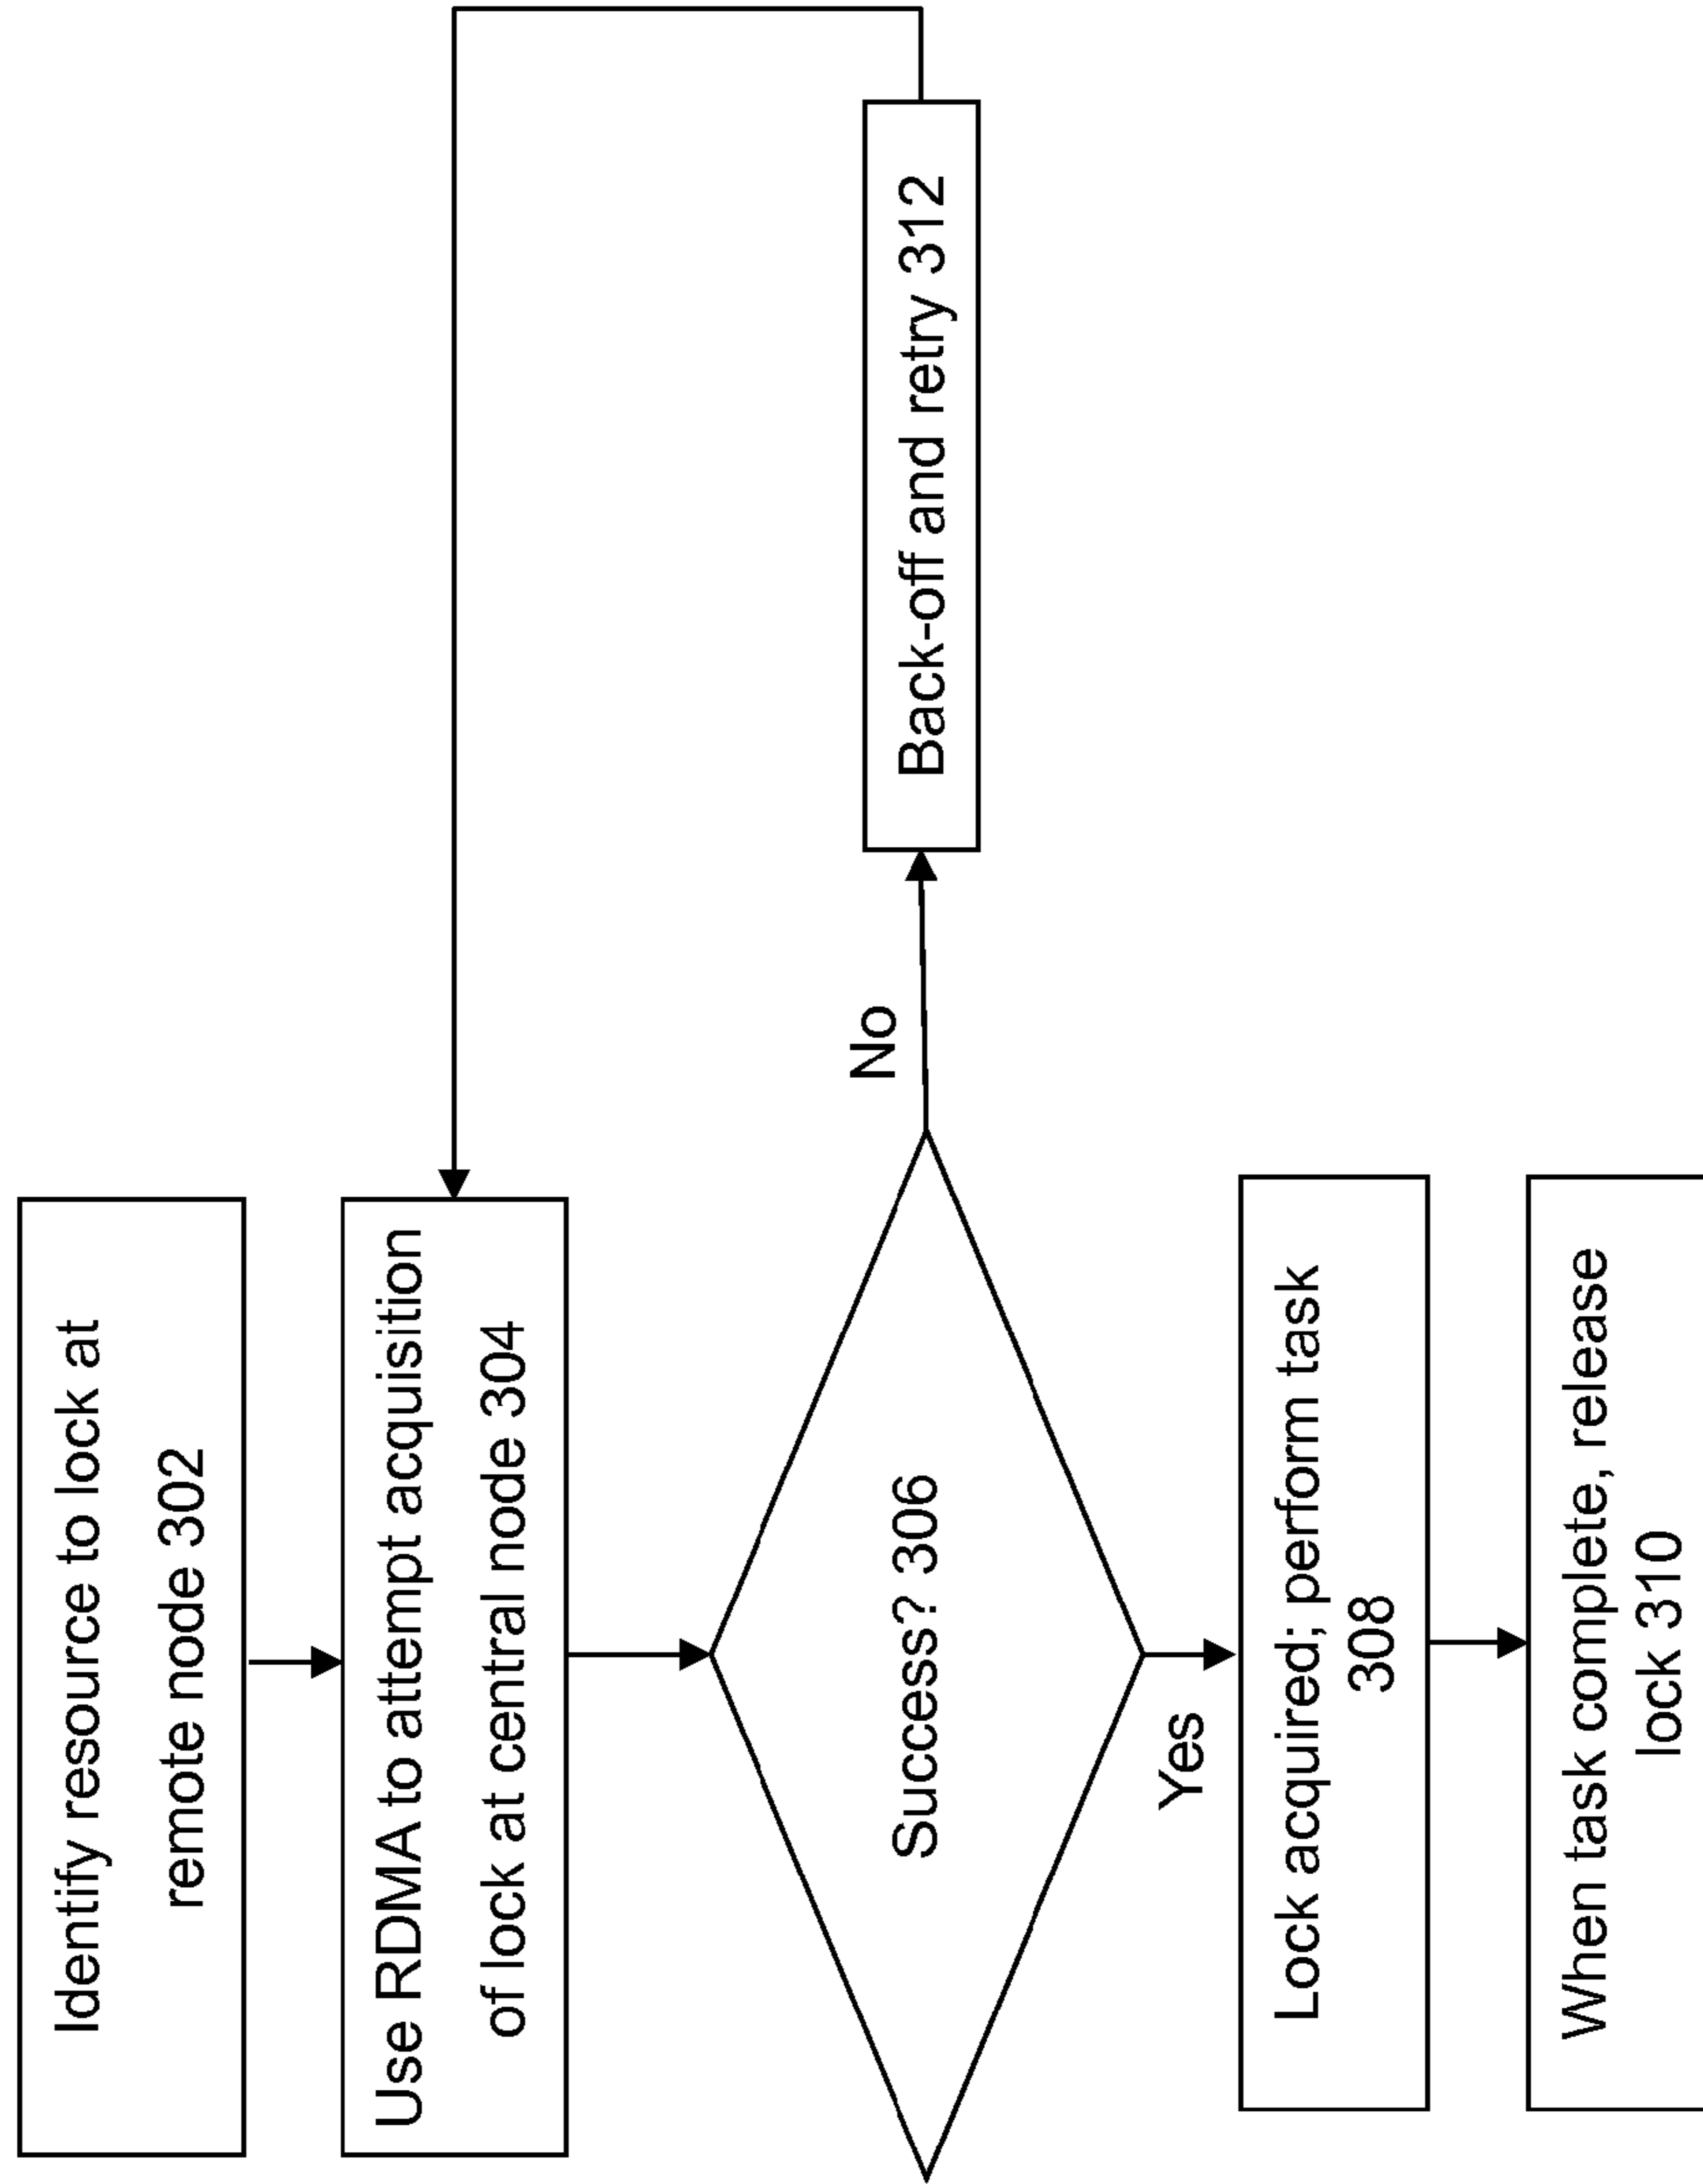 Identify resource to lock at
remote node 302
Use RDMA to attempt acquisition
of lock at central node 304
Success? 306
No
Back-off and retry 312
Yes
Lock acquired; perform task
308
When task complete, release
lock 310